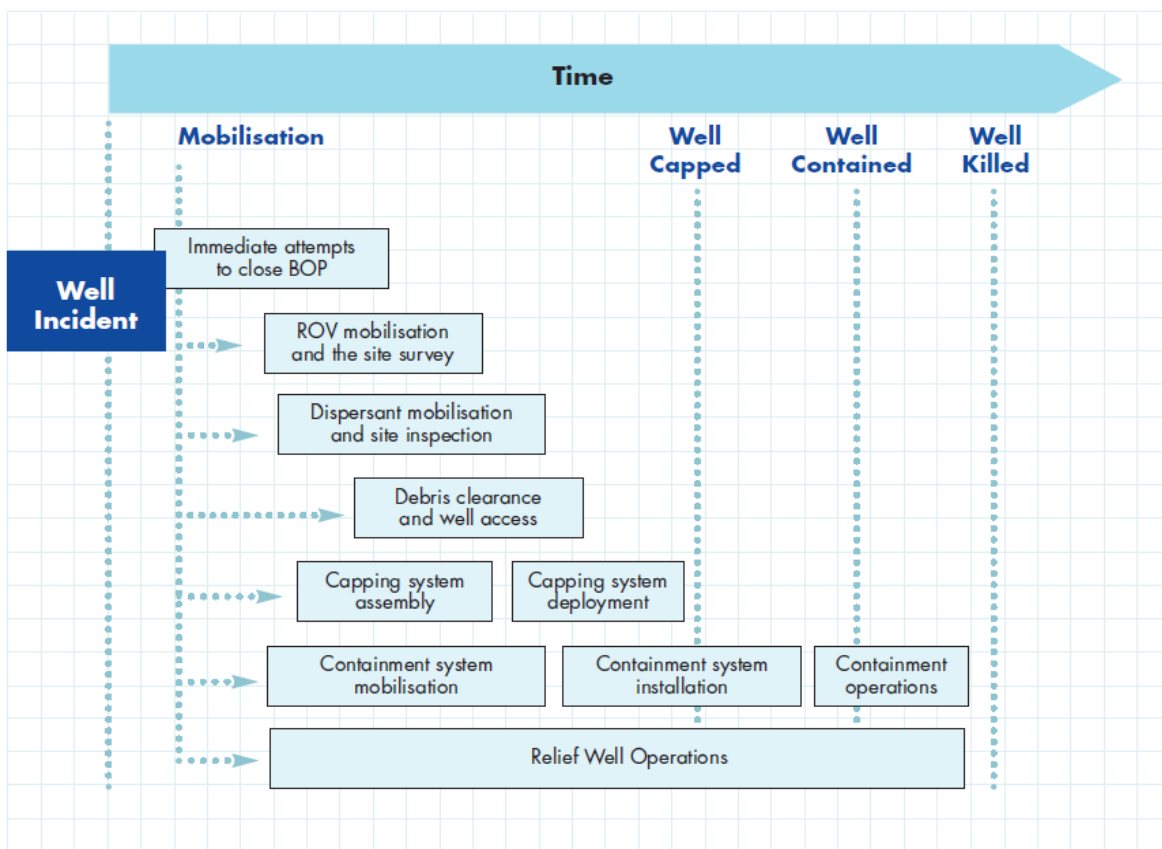 Time
Mobilisation
Well
Capped
Well
Contained
Well
Killed
Immediate attempts
to close BOP
Well
Incident
ROV mobilisation
and the site survey
Dispersant mobilisation
and site inspection
Debris clearance
and well access
Capping system
assembly
Capping system
deployment
Containment system
mobilisation
Containment system
installation
Containment
operations
Relief Well Operations